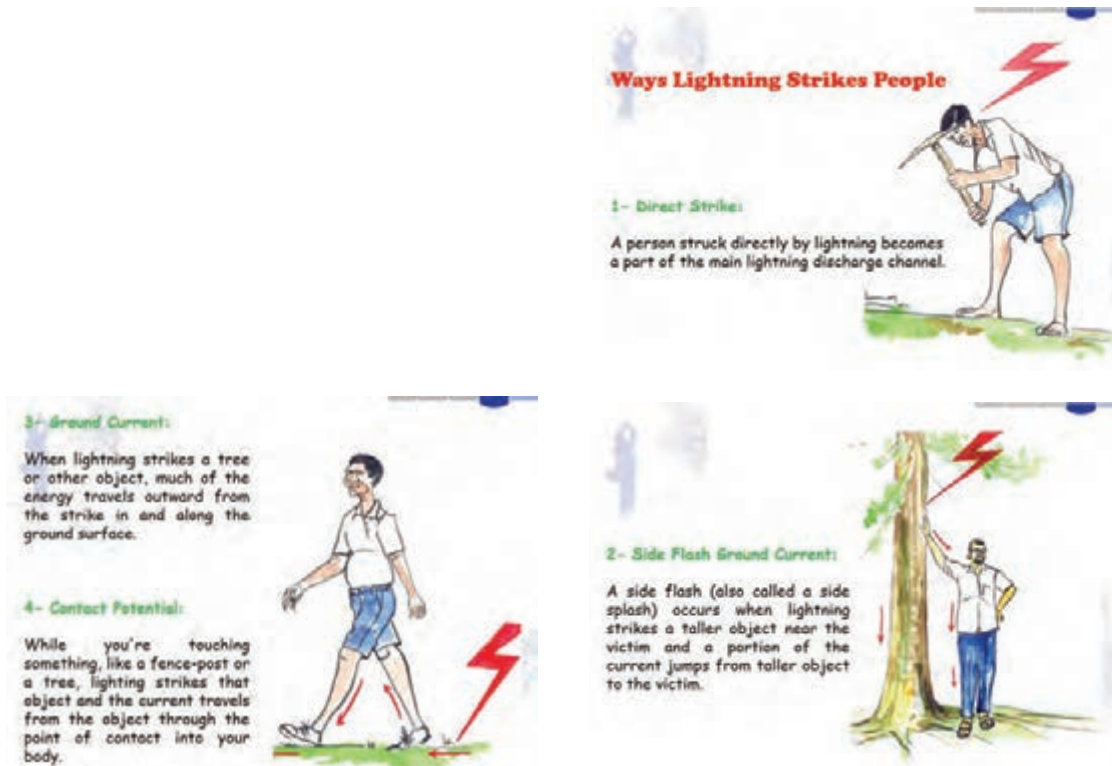 Ways Lightning Strikes People
1- Direct Strike:
A person struck directly by lightning becomes
a part of the main lightning discharge channel.
2- Side Flash Ground Current:
A side flash (also called a side
splash) occurs when lightning
strikes a taller object near the
victim and a portion of the
current jumps from taller object
to the victim.
3- Ground Current:
When lightning strikes a tree
or other object, much of the
energy travels outward from
the strike in and along the
ground surface.
4- Contact Potential:
While you're touching
something, like a fence-post or
a tree, lighting strikes that
object and the current travels
from the object through the
point of contact into your
body.